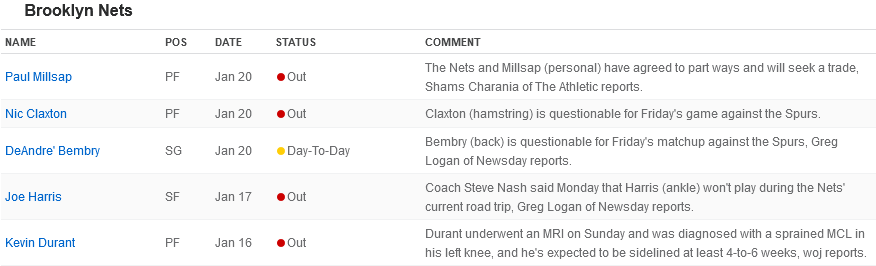 Brooklyn Nets
NAME POS DATE STATUS COMMENT
Paul Millsap PF Jan 20 Out The Nets and Millsap (personal) have agreed to part ways and will seek a trade,
Shams Charania of The Athletic reports.
Nic Claxton PF Jan 20 Out Claxton (hamstring) is questionable for Friday's game against the Spurs.
DeAndre' Bembry SG Jan 20 Day-To-Day Bembry (back) is questionable for Friday's matchup against the Spurs, Greg
Logan of Newsday reports.
Joe Harris SF Jan 17 Out Coach Steve Nash said Monday that Harris (ankle) won't play during the Nets'
current road trip, Greg Logan of Newsday reports.
Kevin Durant PF Jan 16 Out Durant underwent an MRI on Sunday and was diagnosed with a sprained MCL in
his left knee, and he's expected to be sidelined at least 4-to-6 weeks, woj reports.